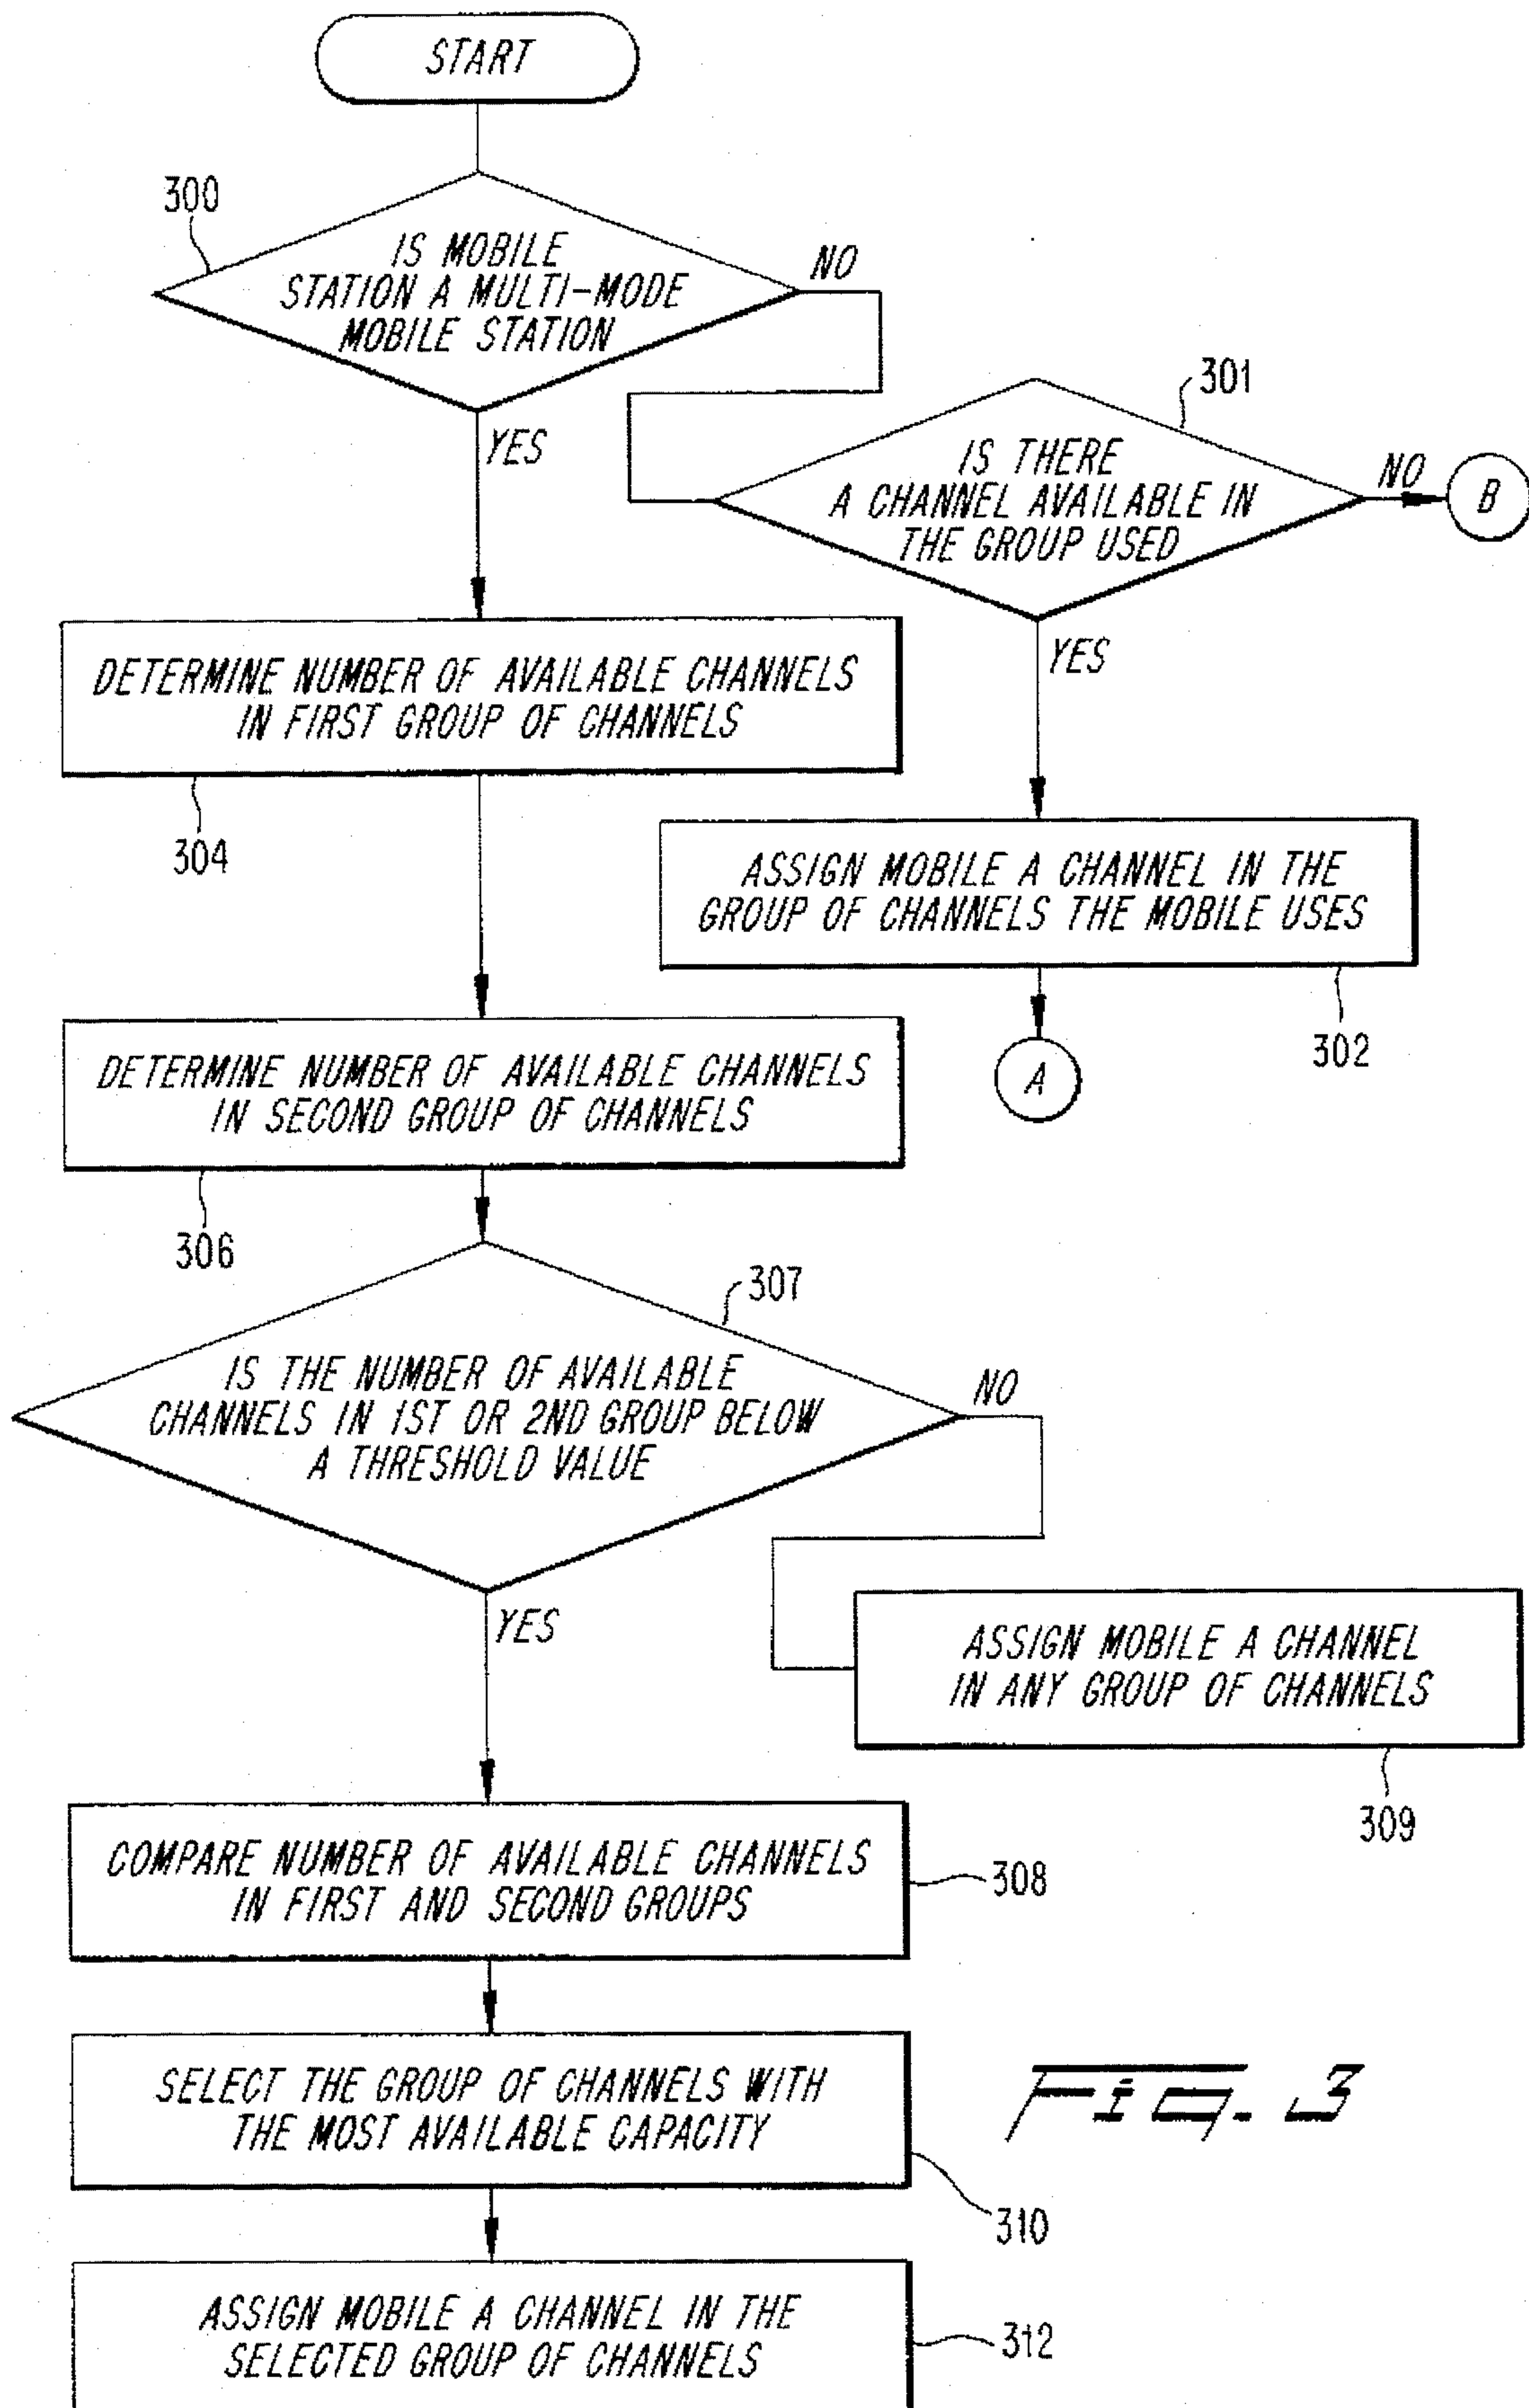 START
300
IS MOBILE
STATION A MULTI-MODE
MOBILE STATION
NO
YES
301
IS THERE
A CHANNEL AVAILABLE IN
THE GROUP USED
NO
B
YES
DETERMINE NUMBER OF AVAILABLE CHANNELS
IN FIRST GROUP OF CHANNELS
304
ASSIGN MOBILE A CHANNEL IN THE
GROUP OF CHANNELS THE MOBILE USES
302
A
DETERMINE NUMBER OF AVAILABLE CHANNELS
IN SECOND GROUP OF CHANNELS
306
307
IS THE NUMBER OF AVAILABLE
CHANNELS IN 1ST OR 2ND GROUP BELOW
A THRESHOLD VALUE
NO
YES
ASSIGN MOBILE A CHANNEL
IN ANY GROUP OF CHANNELS
309
COMPARE NUMBER OF AVAILABLE CHANNELS
IN FIRST AND SECOND GROUPS
308
SELECT THE GROUP OF CHANNELS WITH
THE MOST AVAILABLE CAPACITY
310
FIG. 3
ASSIGN MOBILE A CHANNEL IN THE
SELECTED GROUP OF CHANNELS
312